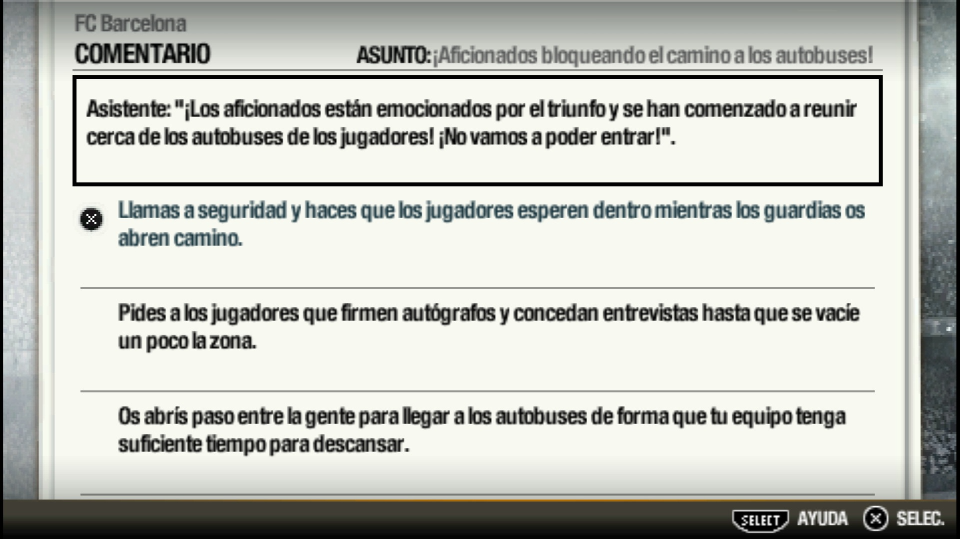 FC Barcelona
COMENTARIO
ASUNTO: ¡Aficionados bloqueando el camino a los autobuses!
Asistente: "¡Los aficionados están emocionados por el triunfo y se han comenzado a reunir
cerca de los autobuses de los jugadores! ¡No vamos a poder entrar!".
Llamas a seguridad y haces que los jugadores esperen dentro mientras los guardias os
abren camino.
Pides a los jugadores que firmen autógrafos y concedan entrevistas hasta que se vacíe
un poco la zona.
Os abrís paso entre la gente para llegar a los autobuses de forma que tu equipo tenga
suficiente tiempo para descansar.
SELECT AYUDA SELEC.